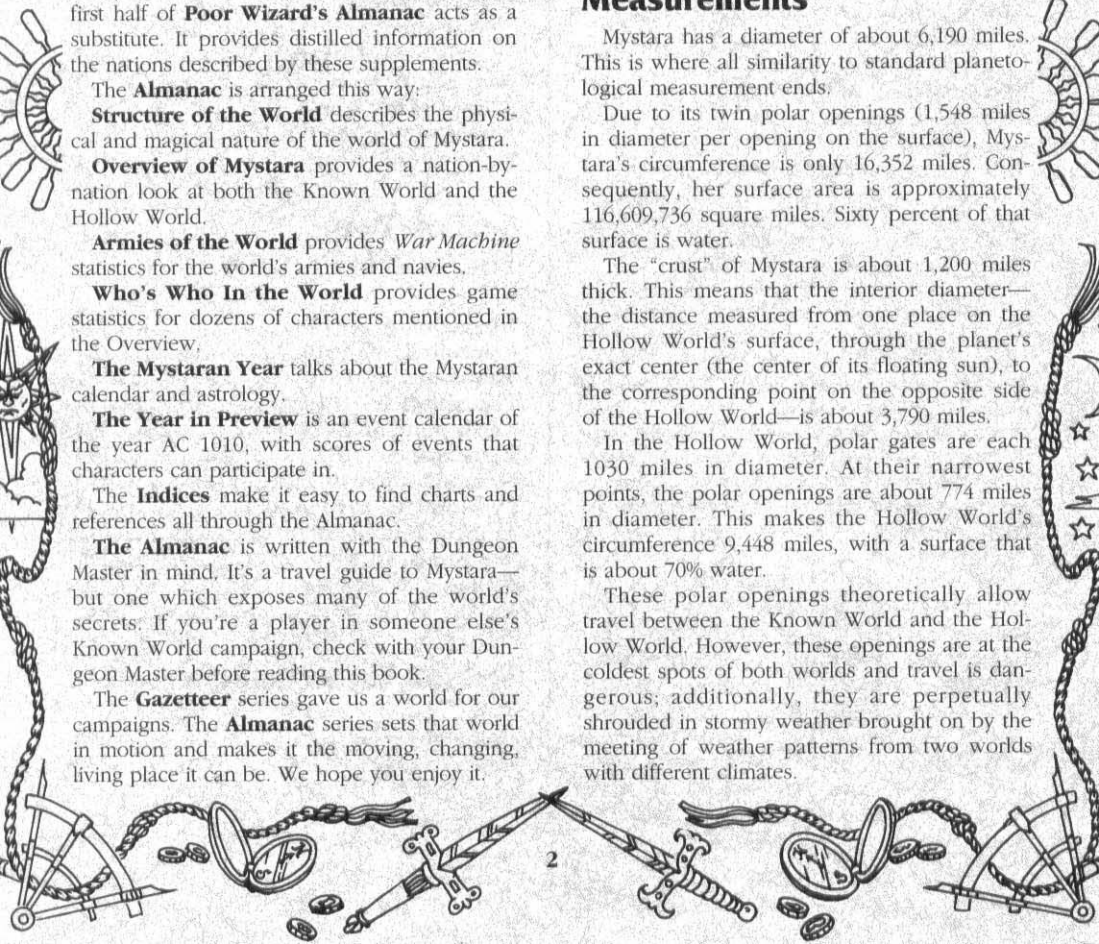 first half of Poor Wizard's Almanac acts as a
substitute. It provides distilled information on
the nations described by these supplements.
The Almanac is arranged this way:
Structure of the World describes the physi-
cal and magical nature of the world of Mystara.
Overview of Mystara provides a nation-by-
nation look at both the Known World and the
Hollow World.
Armies of the World provides War Machine
statistics for the world's armies and navies.
Who's Who In the World provides game
statistics for dozens of characters mentioned in
the Overview.
The Mystaran Year talks about the Mystaran
calendar and astrology.
The Year in Preview is an event calendar of
the year AC 1010, with scores of events that
characters can participate in.
The Indices make it easy to find charts and
references all through the Almanac.
The Almanac is written with the Dungeon
Master in mind. It's a travel guide to Mystara—
but one which exposes many of the world's
secrets. If you're a player in someone else's
Known World campaign, check with your Dun-
geon Master before reading this book.
The Gazetteer series gave us a world for our
campaigns. The Almanac series sets that world
in motion and makes it the moving, changing,
living place it can be. We hope you enjoy it.
Measurements
Mystara has a diameter of about 6,190 miles.
This is where all similarity to standard planeto-
logical measurement ends.
Due to its twin polar openings (1,548 miles
in diameter per opening on the surface), Mys-
tara's circumference is only 16,352 miles. Con-
sequently, her surface area is approximately
116,609,736 square miles. Sixty percent of that
surface is water.
The "crust" of Mystara is about 1,200 miles
thick. This means that the interior diameter—
the distance measured from one place on the
Hollow World's surface, through the planet's
exact center (the center of its floating sun), to
the corresponding point on the opposite side
of the Hollow World—is about 3,790 miles.
In the Hollow World, polar gates are each
1030 miles in diameter. At their narrowest
points, the polar openings are about 774 miles
in diameter. This makes the Hollow World's
circumference 9,448 miles, with a surface that
is about 70% water.
These polar openings theoretically allow
travel between the Known World and the Hol-
low World. However, these openings are at the
coldest spots of both worlds and travel is dan-
gerous; additionally, they are perpetually
shrouded in stormy weather brought on by the
meeting of weather patterns from two worlds
with different climates.
2